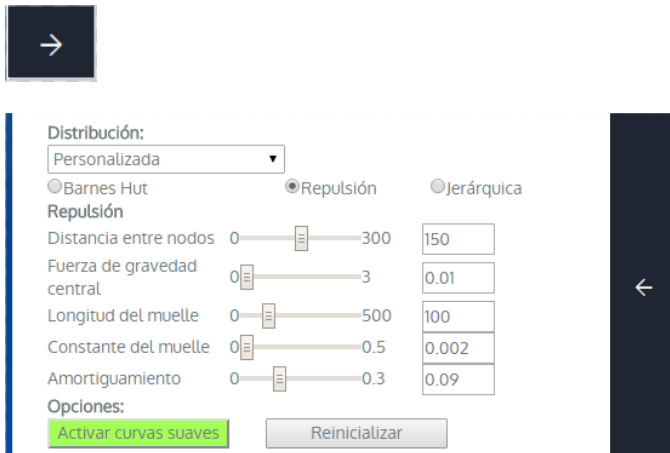 →
Distribución:
Personalizada ▼
Barnes Hut Repulsión Jerárquica
Repulsión
Distancia entre nodos 0 300 150
Fuerza de gravedad
central 0 3 0.01
←
Longitud del muelle 0 500 100
Constante del muelle 0 0.5 0.002
Amortiguamiento 0 0.3 0.09
Opciones:
Activar curvas suaves Reinicializar